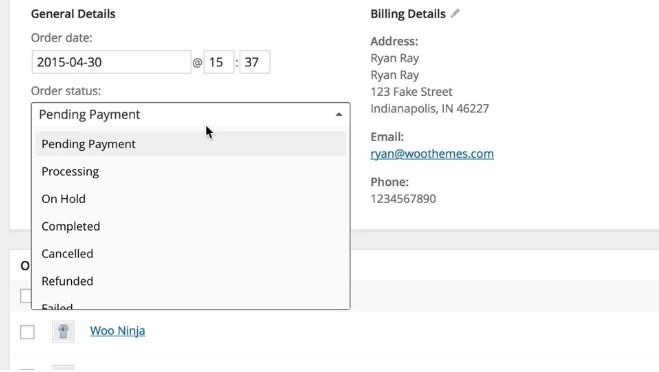 General Details
Order date:
2015-04-30 @ 15 : 37
Order status:
Pending Payment
Pending Payment
Processing
On Hold
Completed
Cancelled
Refunded
Failed
Billing Details
Address:
Ryan Ray
Ryan Ray
123 Fake Street
Indianapolis, IN 46227
Email:
ryan@woothemes.com
Phone:
1234567890
O
Woo Ninja